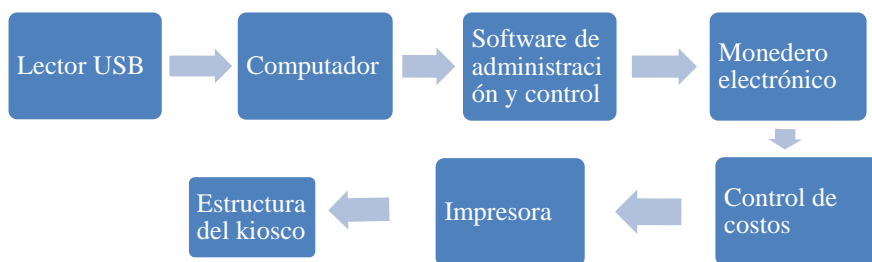 Lector USB
Computador
Software de
administraci
ón y control
Monedero
electrónico
Control de
costos
Impresora
Estructura
del kiosco